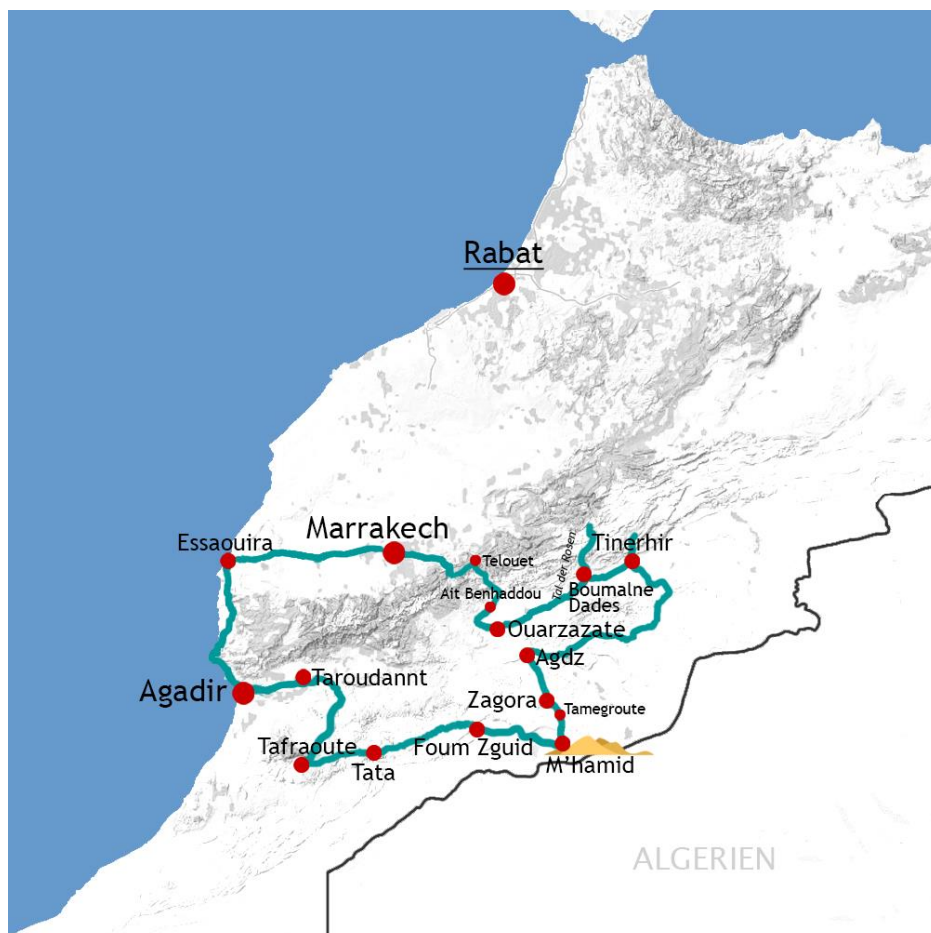 Rabat
Essaouira
Marrakech
Telouet
Tal der Rosen
Tinerhir
Ait Benhaddou
Boumalne
Dades
Ouarzazate
Agdz
Agadir
Taroudannt
Zagora
Tamegroute
Tafraoute
Tata
Foum Zguid
M'hamid
ALGERIEN